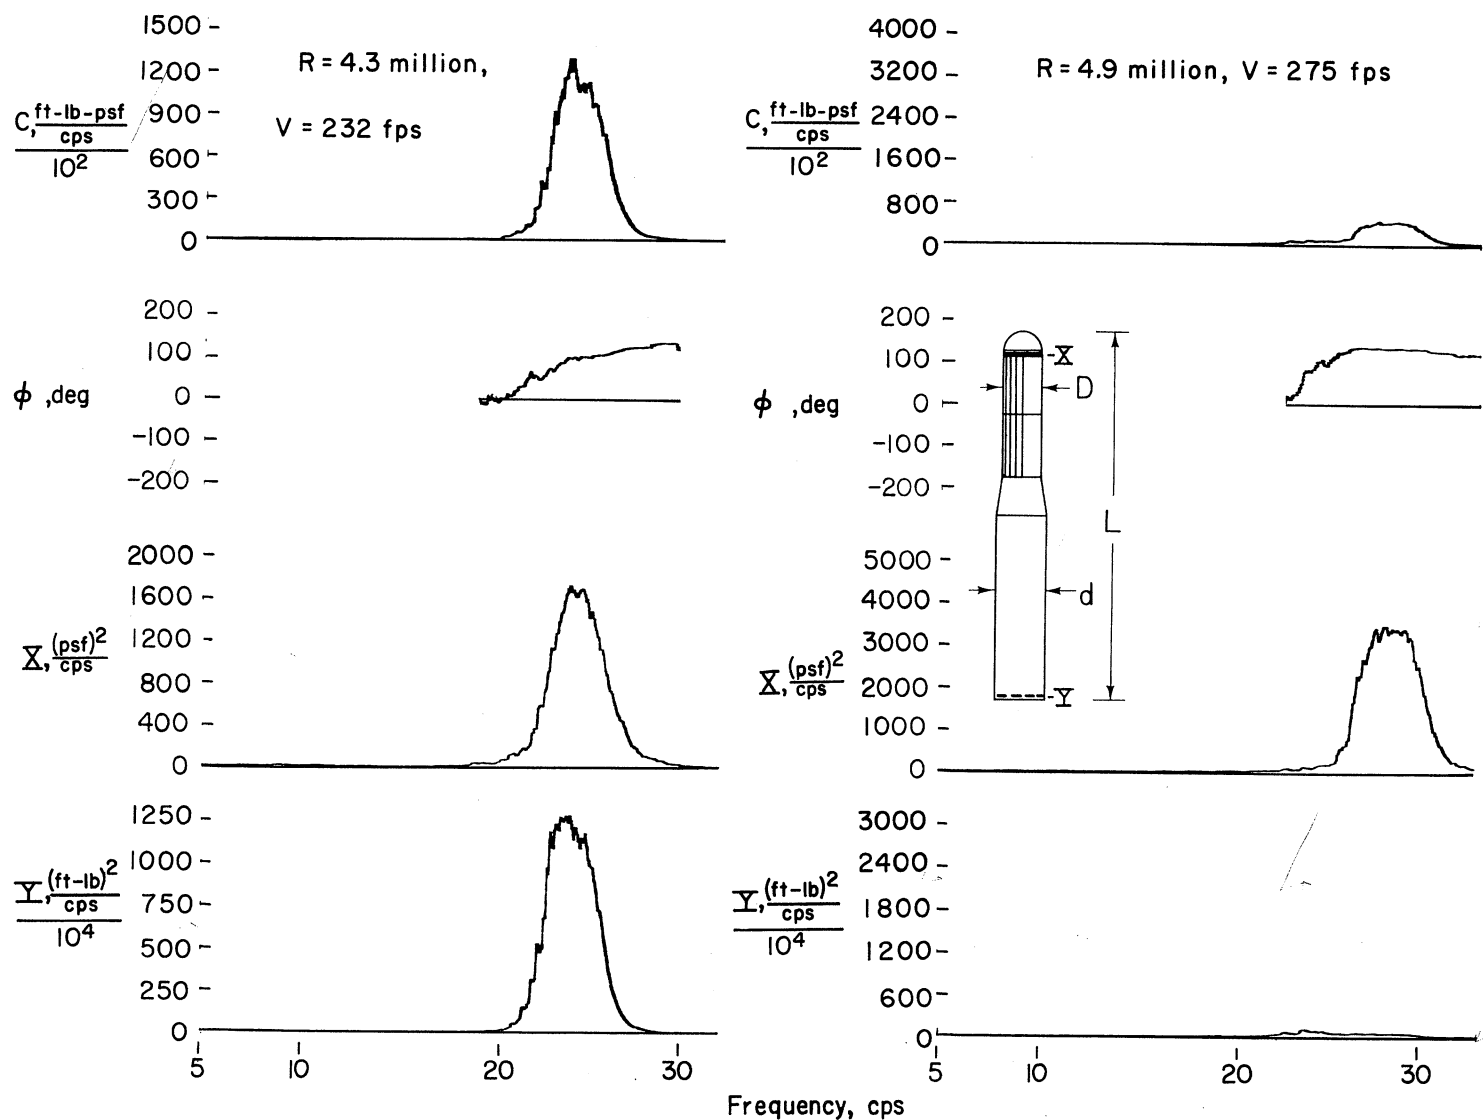 R = 4.3 million,
V = 232 fps
1500
1200
900
600
300
0
C, ft-lb-psf
cps
10²
200
100
0
-100
-200
ϕ ,deg
2000
1600
1200
800
400
0
X, (psf)²
cps
1250
1000
750
500
250
0
Y, (ft-lb)²
cps
10⁴
5 10 20 30
R = 4.9 million, V = 275 fps
4000
3200
2400
1600
800
0
C, ft-lb-psf
cps
10²
200
100
0
-100
-200
ϕ ,deg
X
D
L
d
Y
5000
4000
3000
2000
1000
0
X, (psf)²
cps
3000
2400
1800
1200
600
0
Y, (ft-lb)²
cps
10⁴
5 10 20 30
Frequency, cps